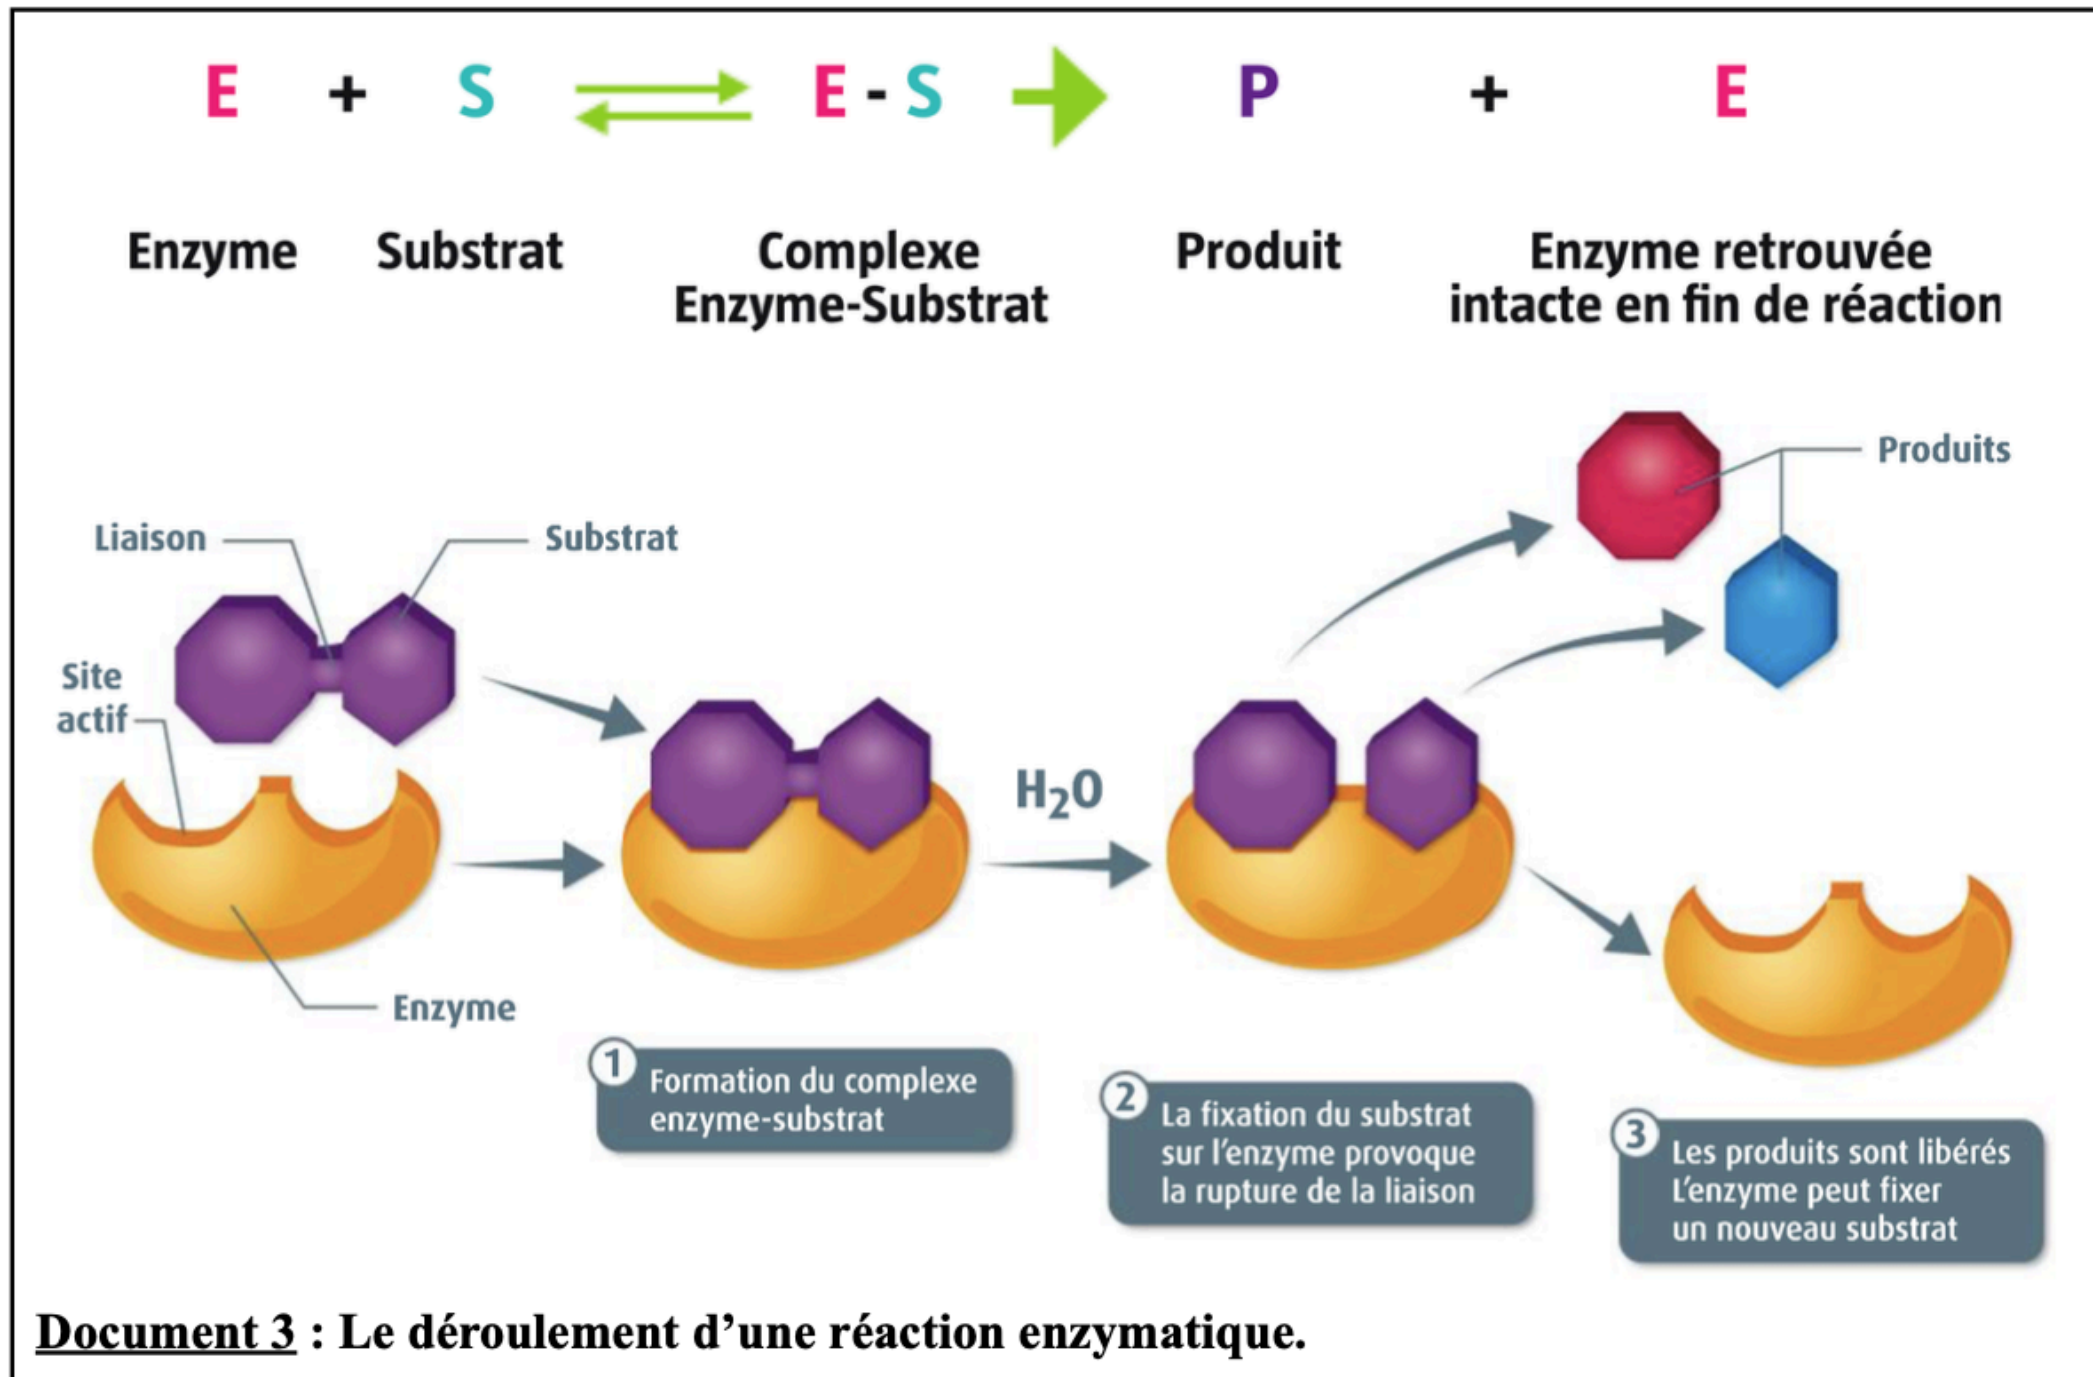 E + S E - S P + E
Enzyme Substrat Complexe Produit Enzyme retrouvée
Enzyme-Substrat intacte en fin de réaction
Produits
Liaison Substrat
Site
actif
H₂O
Enzyme
1 Formation du complexe
enzyme-substrat
2 La fixation du substrat
sur l'enzyme provoque
la rupture de la liaison
3 Les produits sont libérés
L'enzyme peut fixer
un nouveau substrat
Document 3 : Le déroulement d'une réaction enzymatique.